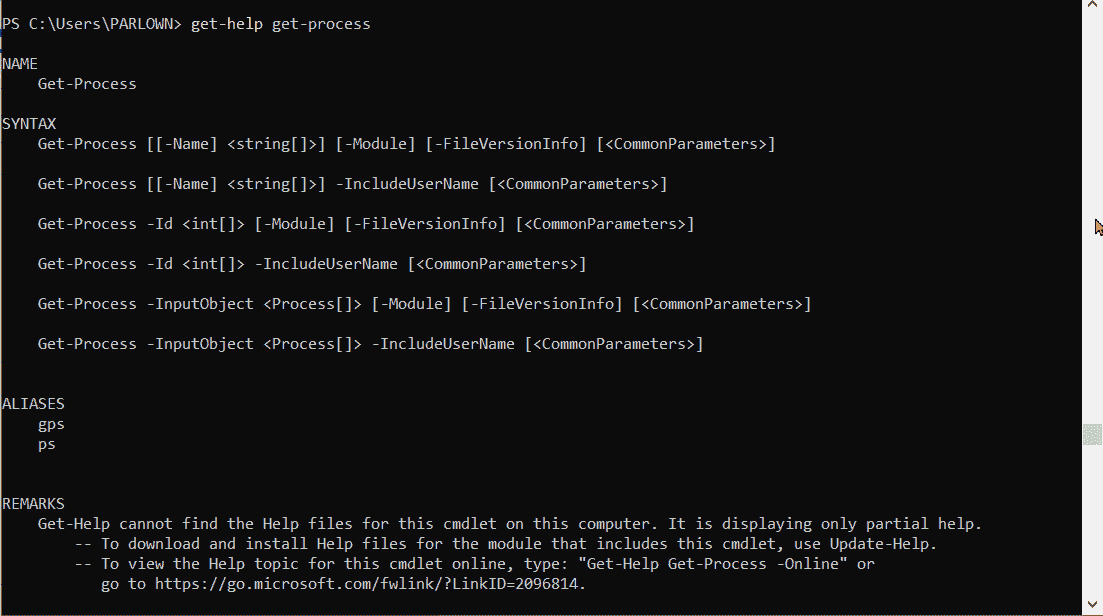 PS C:\Users\PARLOWN> get-help get-process
NAME
Get-Process
SYNTAX
Get-Process [[-Name] <string[]>] [-Module] [-FileVersionInfo] [<CommonParameters>]
Get-Process [[-Name] <string[]>] -IncludeUserName [<CommonParameters>]
Get-Process -Id <int[]> [-Module] [-FileVersionInfo] [<CommonParameters>]
Get-Process -Id <int[]> -IncludeUserName [<CommonParameters>]
Get-Process -InputObject <Process[]> [-Module] [-FileVersionInfo] [<CommonParameters>]
Get-Process -InputObject <Process[]> -IncludeUserName [<CommonParameters>]
ALIASES
gps
ps
REMARKS
Get-Help cannot find the Help files for this cmdlet on this computer. It is displaying only partial help.
-- To download and install Help files for the module that includes this cmdlet, use Update-Help.
-- To view the Help topic for this cmdlet online, type: "Get-Help Get-Process -Online" or
go to https://go.microsoft.com/fwlink/?LinkID=2096814.